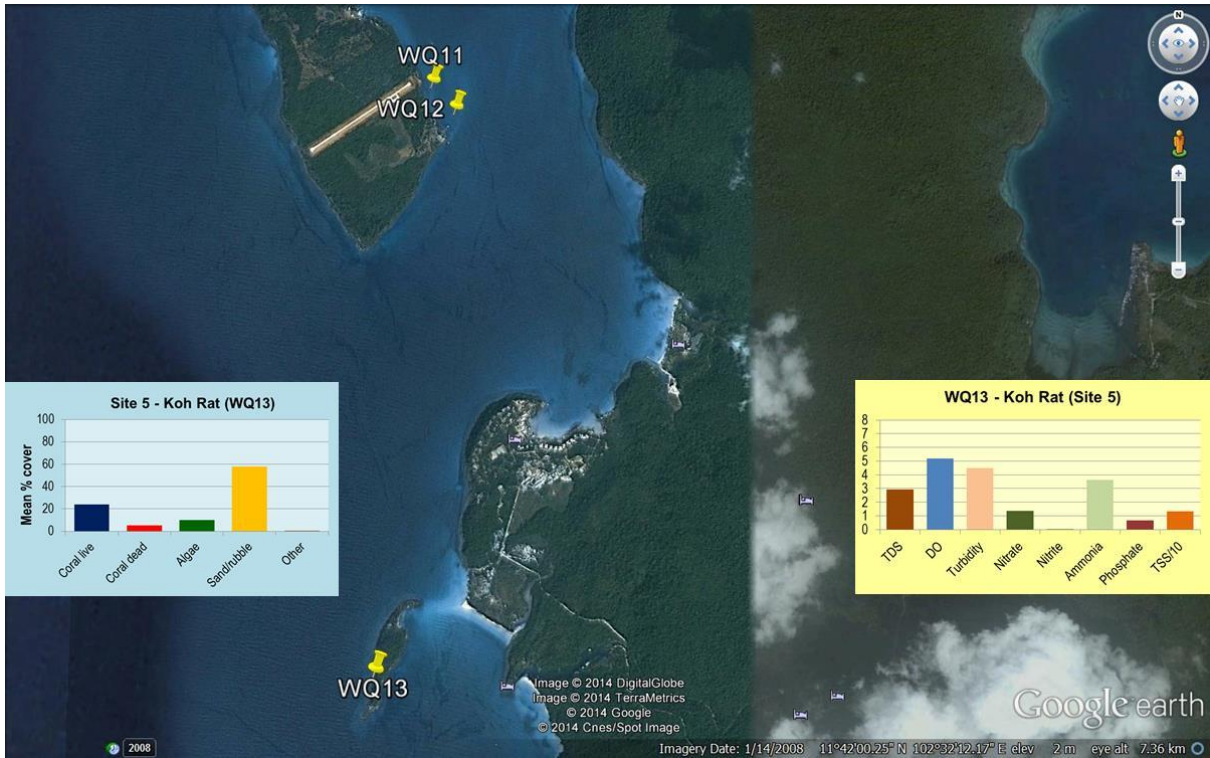 N
WQ11
WQ12
Site 5 - Koh Rat (WQ13)
Mean % cover
100
80
60
40
20
0
Coral live
Coral dead
Algae
Sand/rubble
Other
WQ13 - Koh Rat (Site 5)
8
7
6
5
4
3
2
1
0
TDS
DO
Turbidity
Nitrate
Nitrite
Ammonia
Phosphate
TSS/10
WQ13
Image © 2014 DigitalGlobe
Image © 2014 TerraMetrics
© 2014 Google
© 2014 Cnes/Spot Image
Google earth
2008
Imagery Date: 1/14/2008 11°42'00.25" N 102°32'12.17" E elev 2 m eye alt 7.36 km